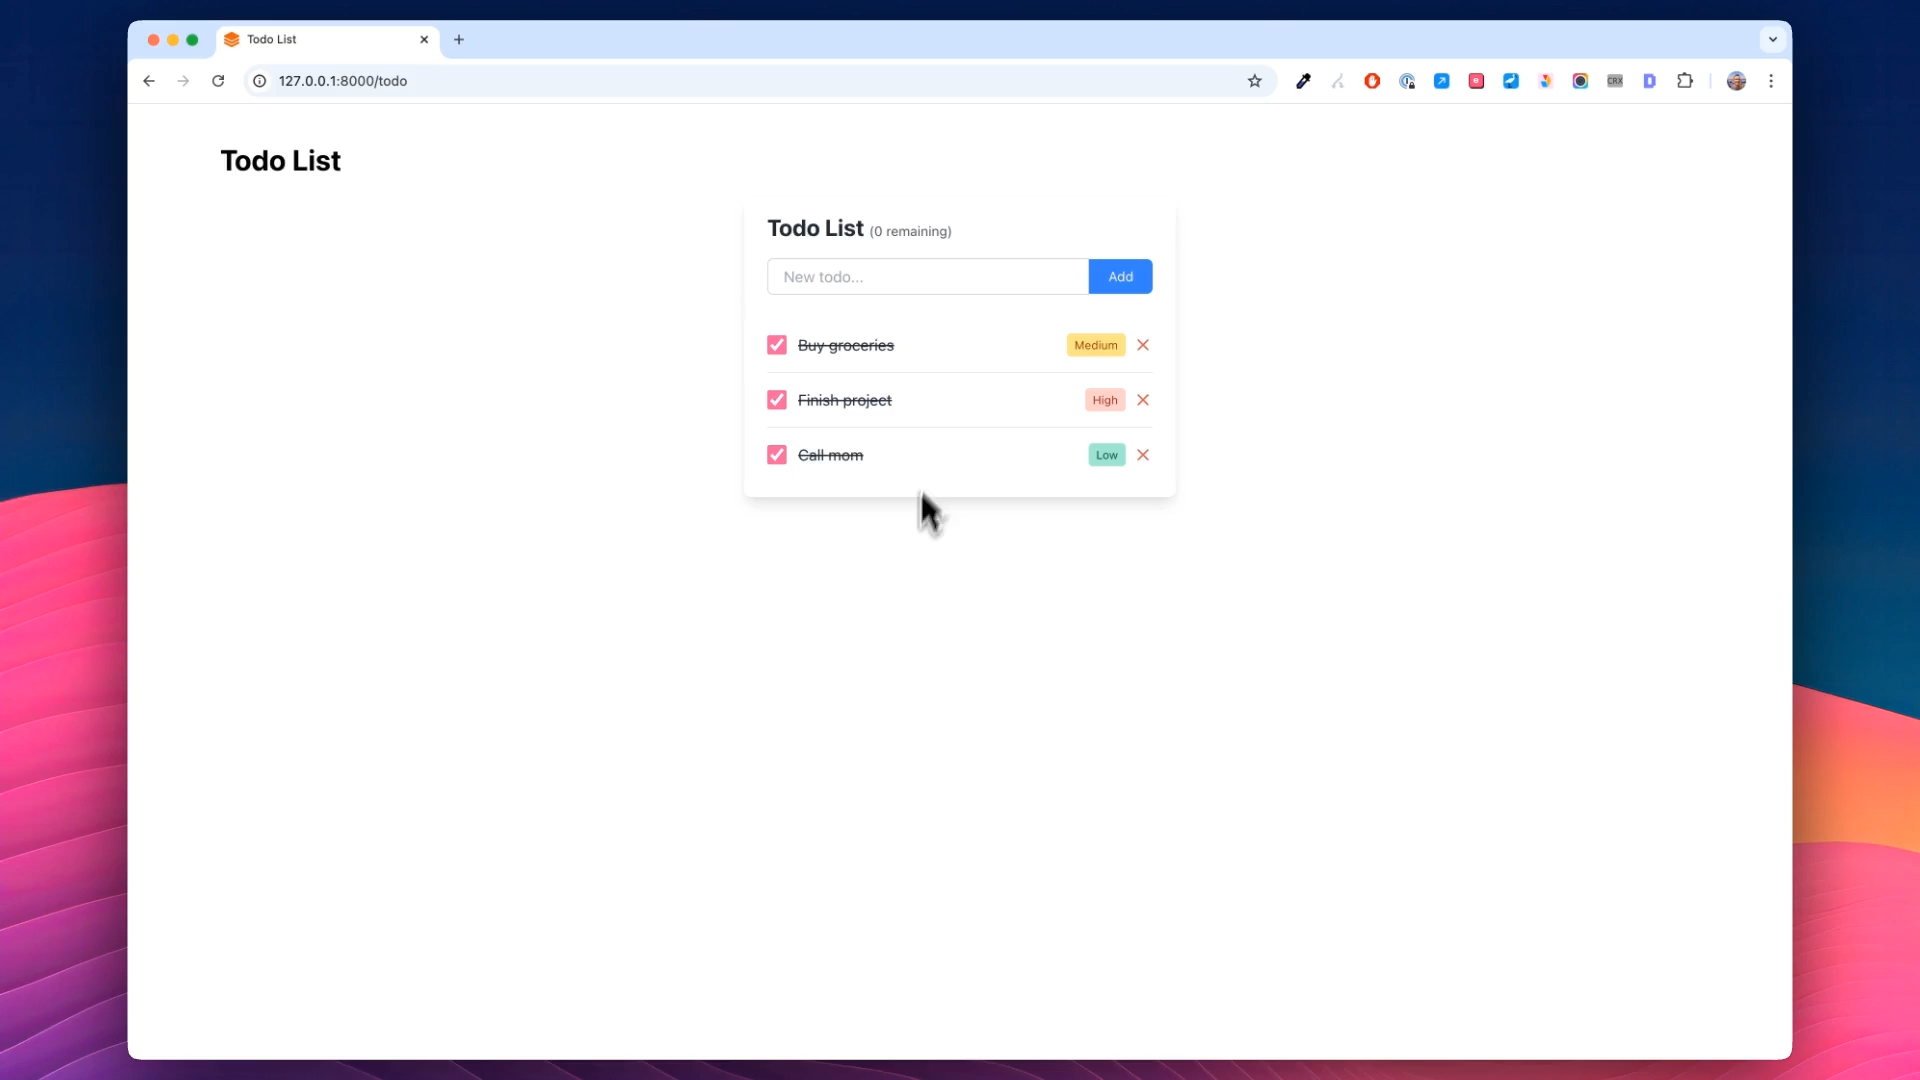 Todo List
127.0.0.1:8000/todo
CRX
Todo List
Todo List (0 remaining)
New todo...
Add
Buy groceries
Medium
Finish project
High
Call mom
Low